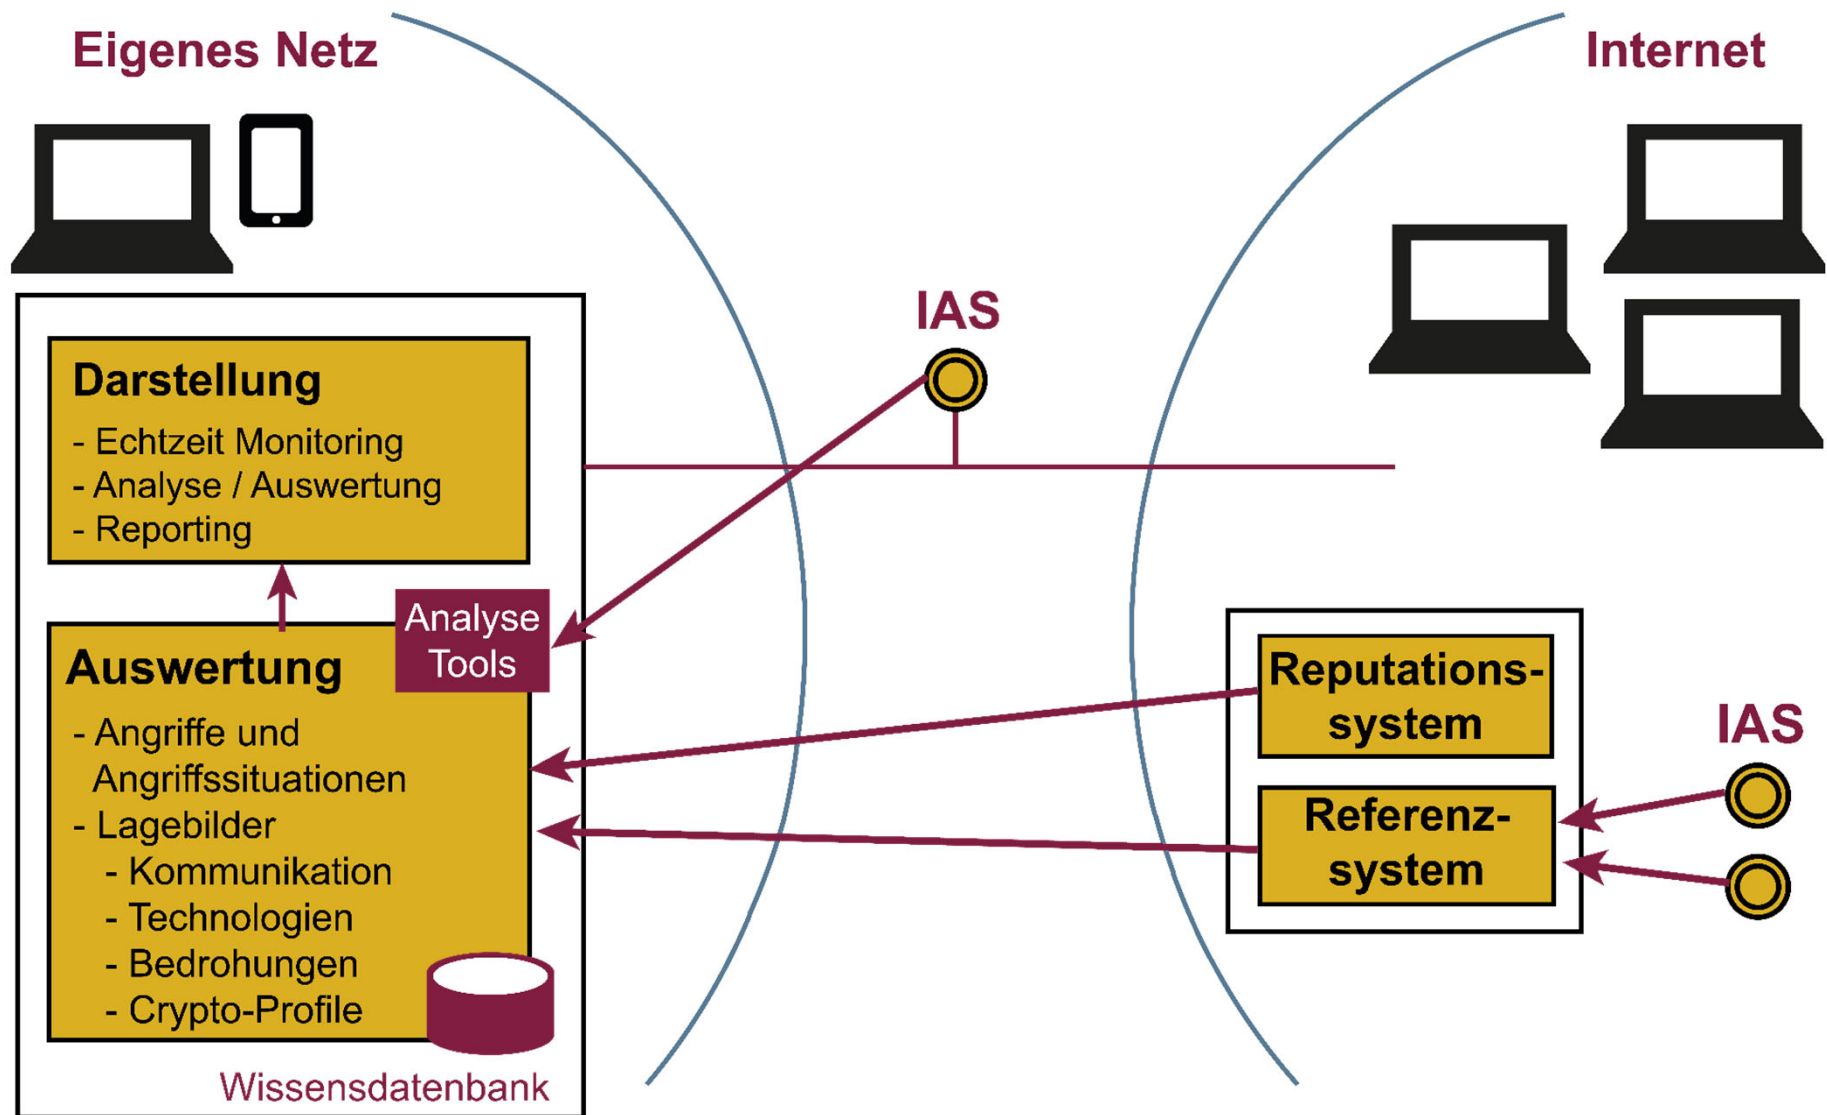 Eigenes Netz
Internet
IAS
Darstellung
- Echtzeit Monitoring
- Analyse / Auswertung
- Reporting
Analyse
Tools
Auswertung
- Angriffe und
Angriffssituationen
- Lagebilder
- Kommunikation
- Technologien
- Bedrohungen
- Crypto-Profile
Wissensdatenbank
Reputations-
system
Referenz-
system
IAS